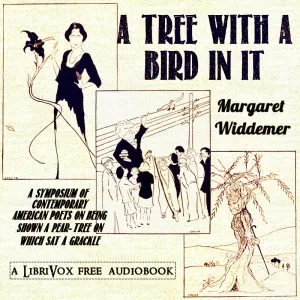 A TREE WITH A
BIRD IN IT
Margaret
Widdemer
A SYMPOSIUM OF
CONTEMPORARY
AMERICAN POETS ON BEING
SHOWN A PEAR-TREE ON
WHICH SAT A GRACKLE
A LIBRIVOX FREE AUDIOBOOK